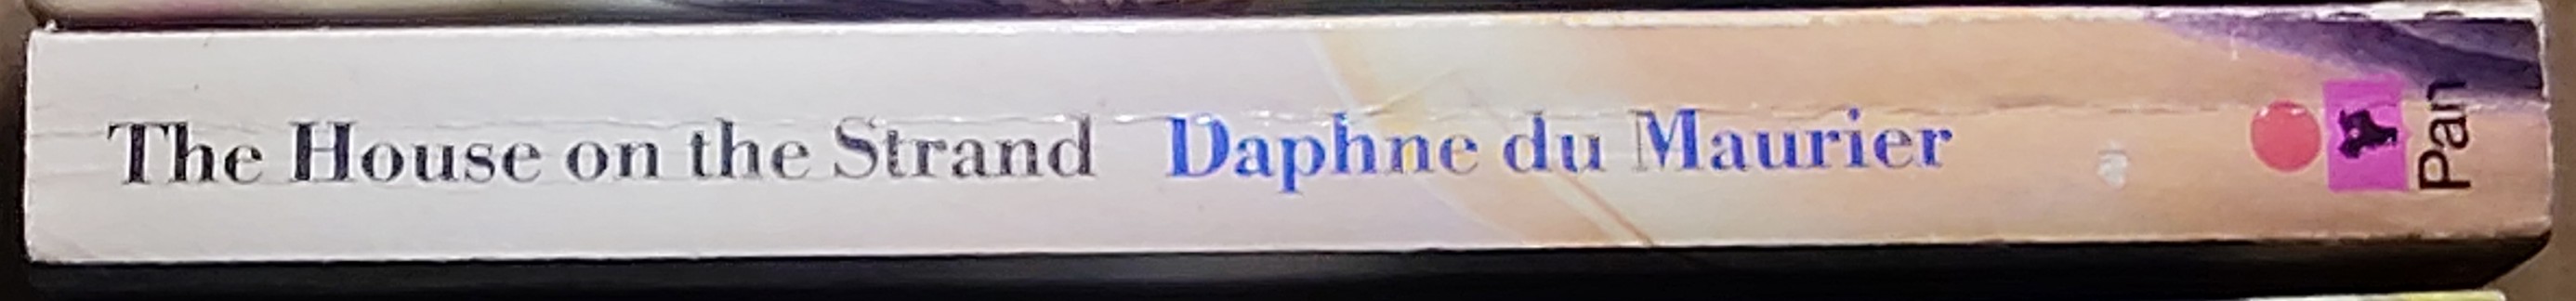 The House on the Strand Daphne du Maurier
Pan